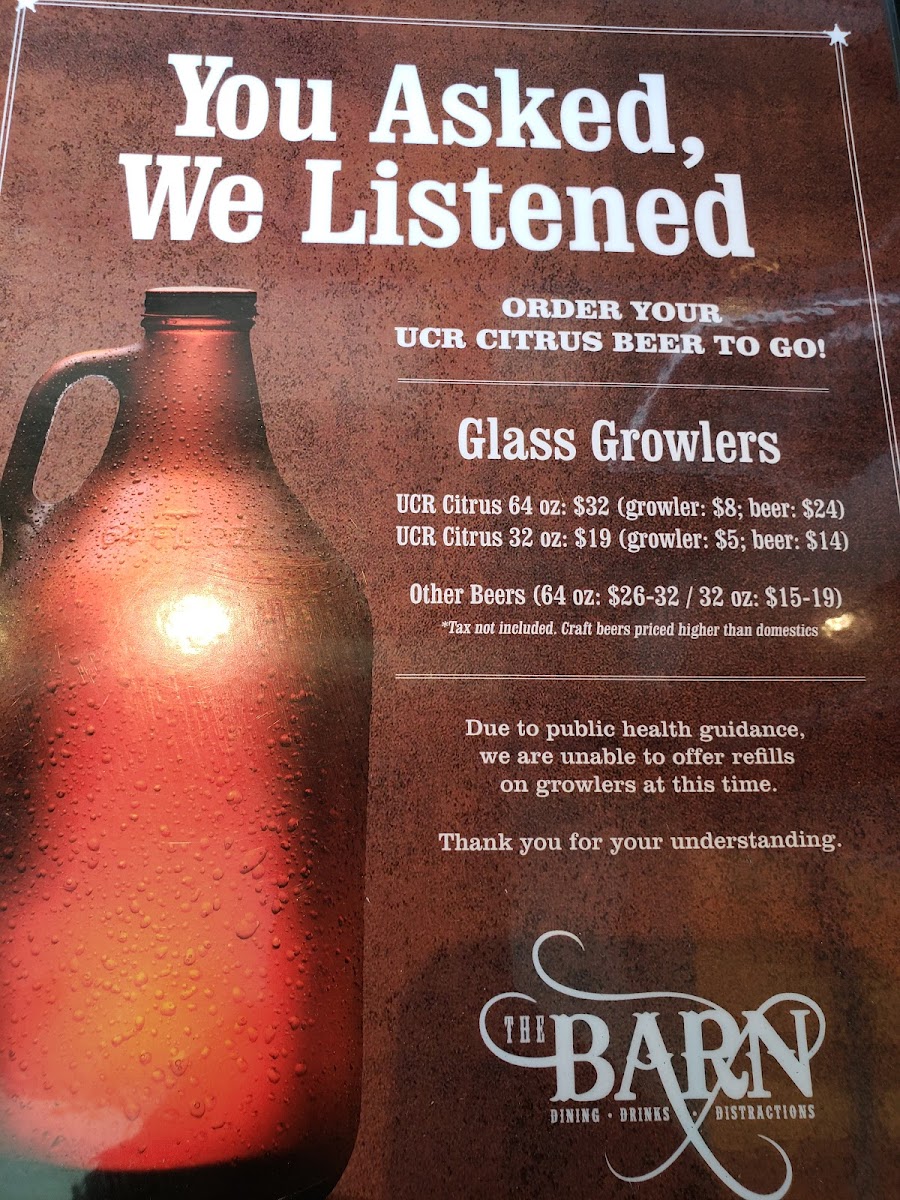 You Asked,
We Listened
ORDER YOUR
UCR CITRUS BEER TO GO!
Glass Growlers
UCR Citrus 64 oz: $32 (growler: $8; beer: $24)
UCR Citrus 32 oz: $19 (growler: $5; beer: $14)
Other Beers (64 oz: $26-32 / 32 oz: $15-19)
*Tax not included. Craft beers priced higher than domestics
Due to public health guidance,
we are unable to offer refills
on growlers at this time.
Thank you for your understanding.
THE BARN
DINING · DRINKS · DISTRACTIONS